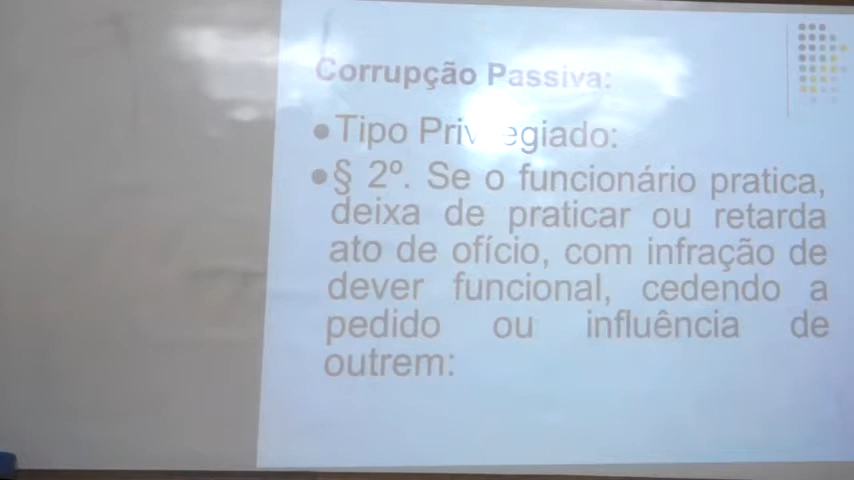 Corrupção Passiva:
●Tipo Privilegiado:
●§ 2º. Se o funcionário pratica,
deixa de praticar ou retarda
ato de ofício, com infração de
dever funcional, cedendo a
pedido ou influência de
outrem: